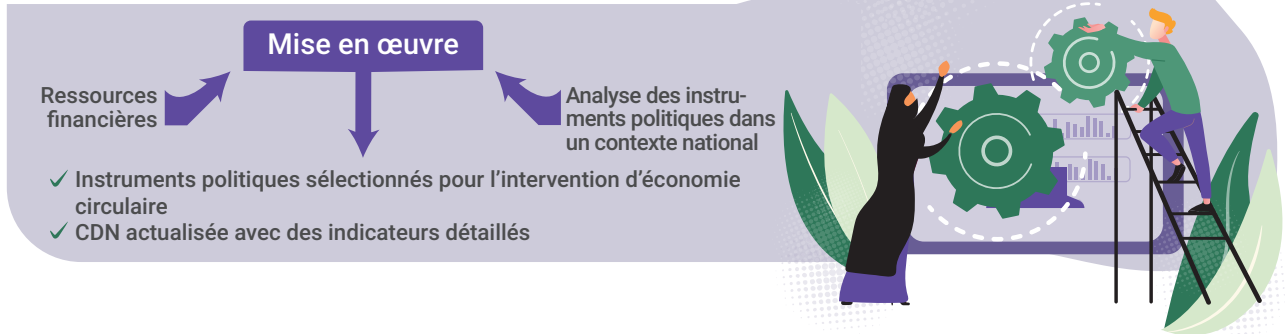 Mise en œuvre
Ressources
financières
Analyse des instru-
ments politiques dans
un contexte national
✓ Instruments politiques sélectionnés pour l’intervention d’économie
circulaire
✓ CDN actualisée avec des indicateurs détaillés